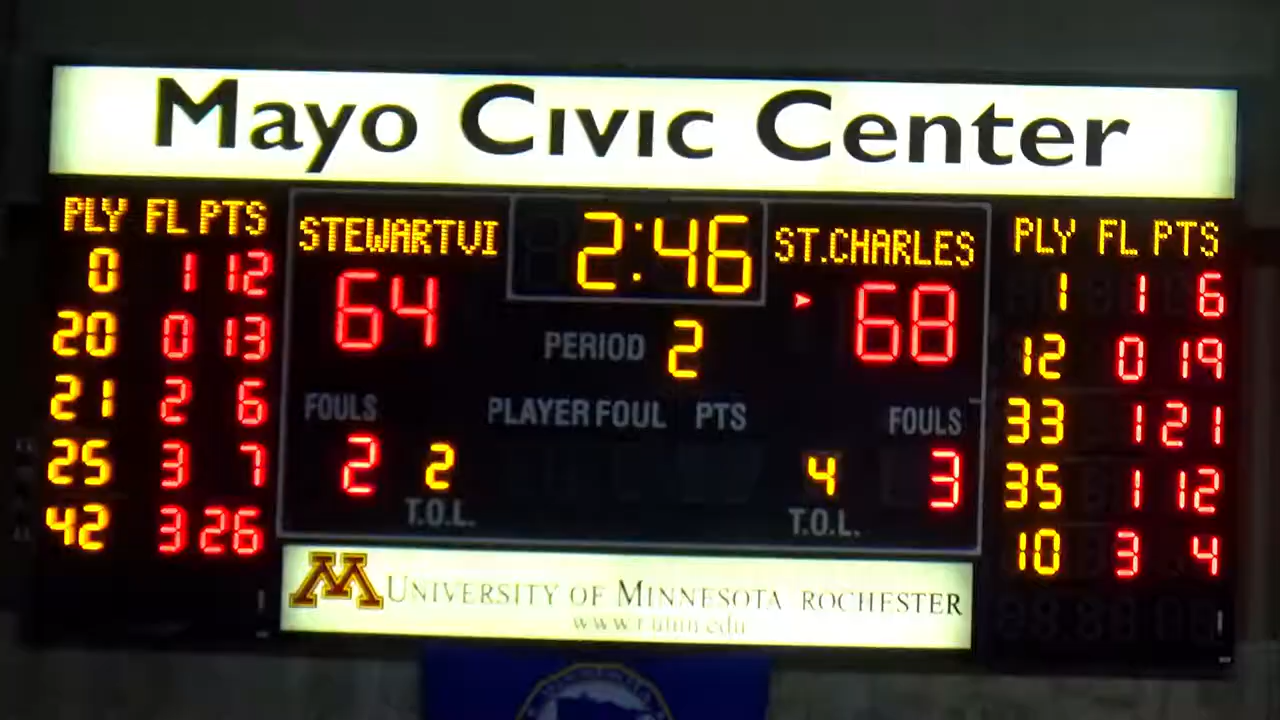 Mayo Civic Center
PLY FL PTS
0 1 12
20 0 13
21 2 6
25 3 7
42 3 26
STEWARTVI 2:46 ST.CHARLES
64 68
PERIOD 2
FOULS PLAYER FOUL PTS FOULS
2 2 4 3
T.O.L. T.O.L.
PLY FL PTS
1 1 6
12 0 19
33 1 21
35 1 12
10 3 4
M UNIVERSITY OF MINNESOTA ROCHESTER